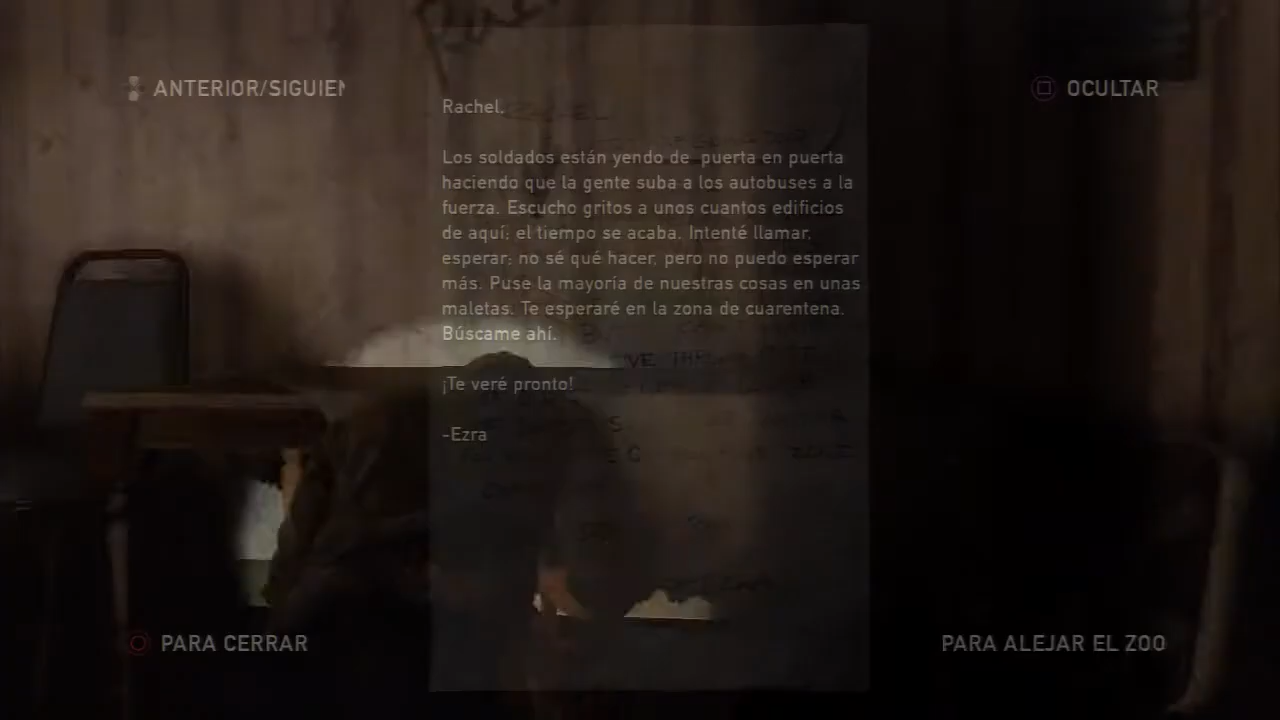 ANTERIOR/SIGUIEN
OCULTAR
Rachel,
Los soldados están yendo de puerta en puerta
haciendo que la gente suba a los autobuses a la
fuerza. Escucho gritos a unos cuantos edificios
de aquí; el tiempo se acaba. Intenté llamar,
esperar; no sé qué hacer, pero no puedo esperar
más. Puse la mayoría de nuestras cosas en unas
maletas. Te esperaré en la zona de cuarentena.
Búscame ahí.
¡Te veré pronto!
-Ezra
PARA CERRAR
PARA ALEJAR EL ZOO